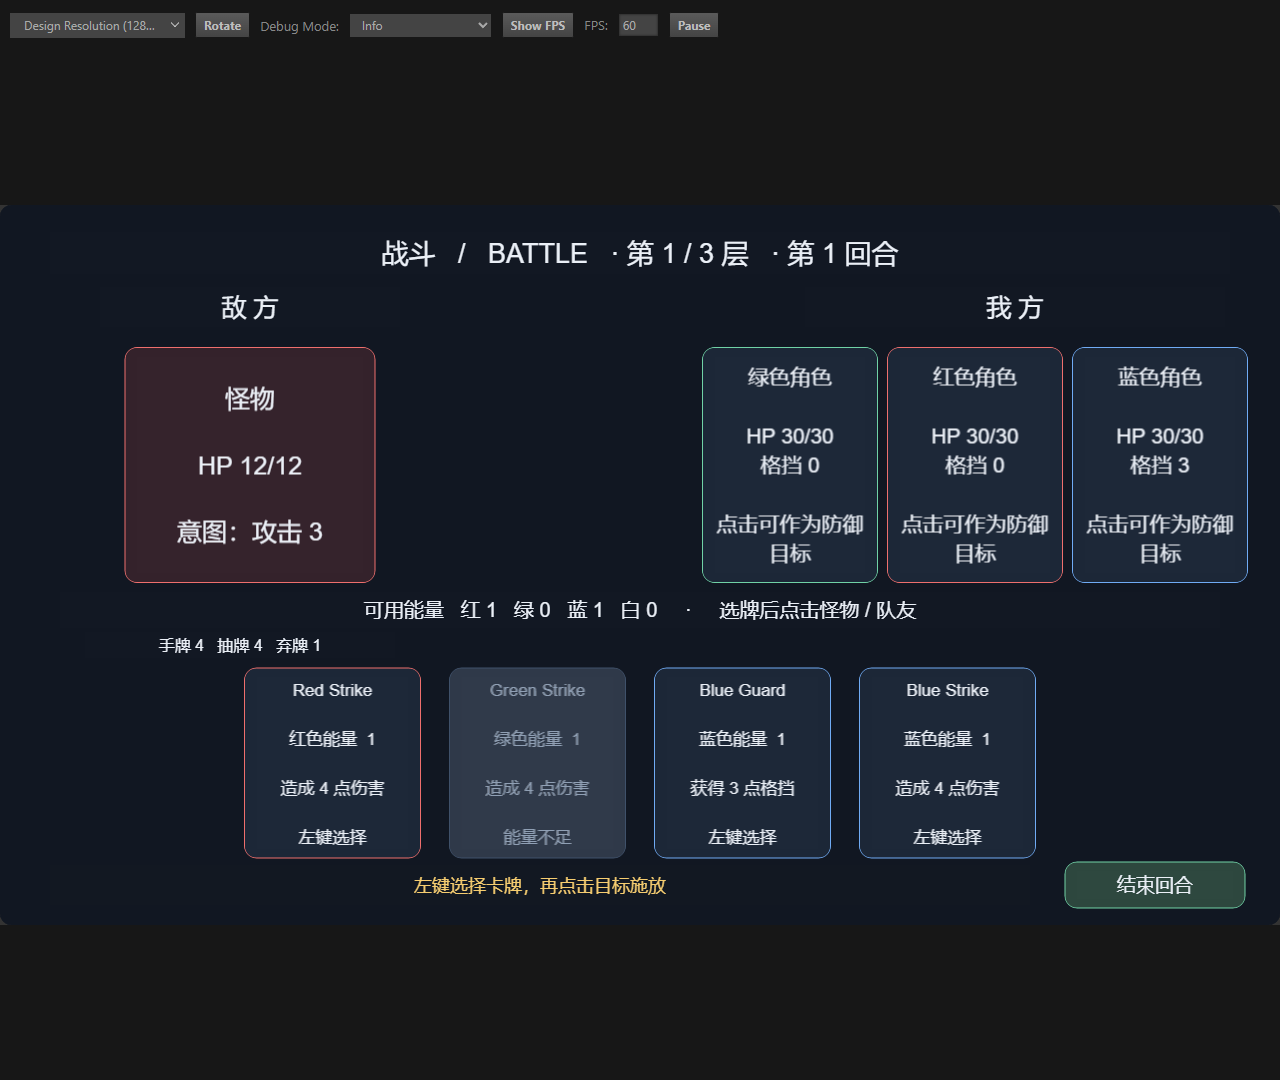 Design Resolution (128... Rotate Debug Mode: Info Show FPS FPS: 60 Pause
战斗 / BATTLE · 第 1 / 3 层 · 第 1 回合
敌 方
我 方
怪物
HP 12/12
意图：攻击 3
绿色角色
HP 30/30
格挡 0
点击可作为防御
目标
红色角色
HP 30/30
格挡 0
点击可作为防御
目标
蓝色角色
HP 30/30
格挡 3
点击可作为防御
目标
可用能量 红 1 绿 0 蓝 1 白 0 · 选牌后点击怪物 / 队友
手牌 4 抽牌 4 弃牌 1
Red Strike
红色能量 1
造成 4 点伤害
左键选择
Green Strike
绿色能量 1
造成 4 点伤害
能量不足
Blue Guard
蓝色能量 1
获得 3 点格挡
左键选择
Blue Strike
蓝色能量 1
造成 4 点伤害
左键选择
左键选择卡牌，再点击目标施放
结束回合